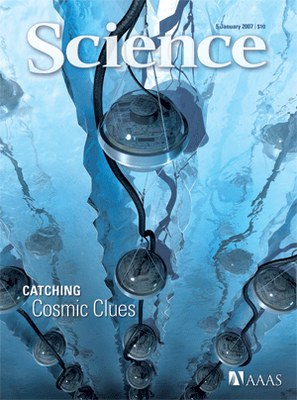 5 January 2007 | $10
Science
CATCHING
Cosmic Clues
AAAS